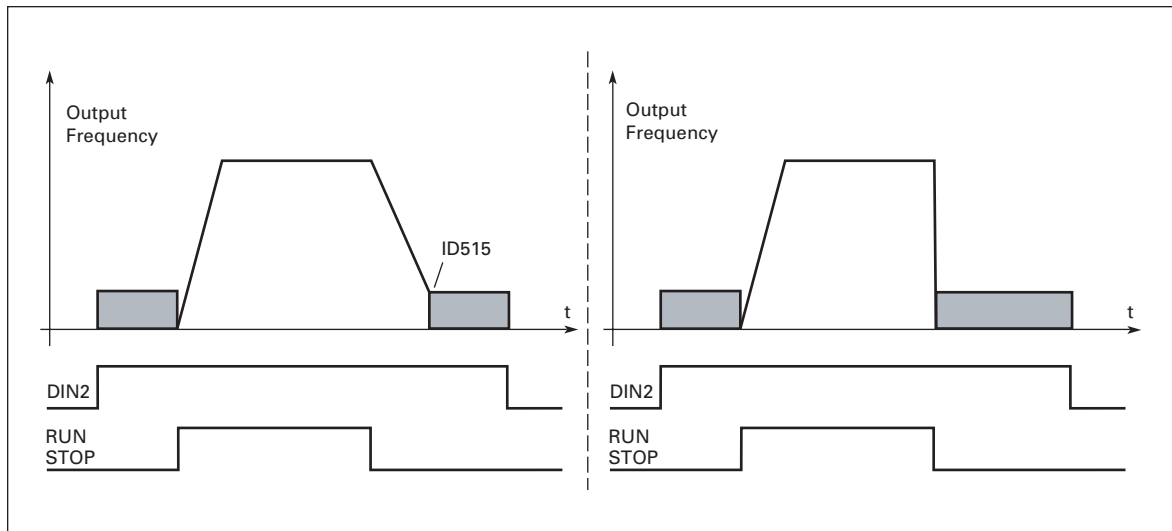 Output
Frequency
ID515
t
DIN2
RUN
STOP
Output
Frequency
t
DIN2
RUN
STOP